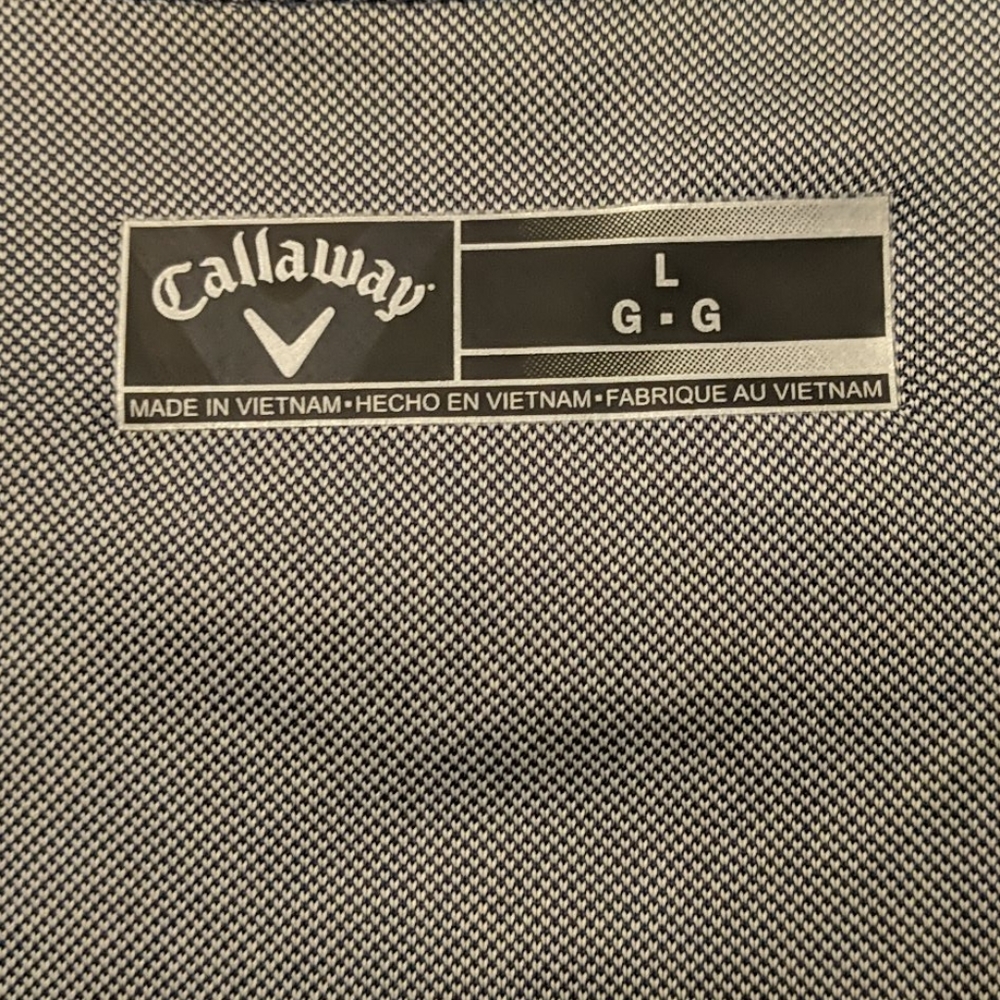 Callaway
L
G ▪ G
MADE IN VIETNAM▪HECHO EN VIETNAM▪FABRIQUE AU VIETNAM